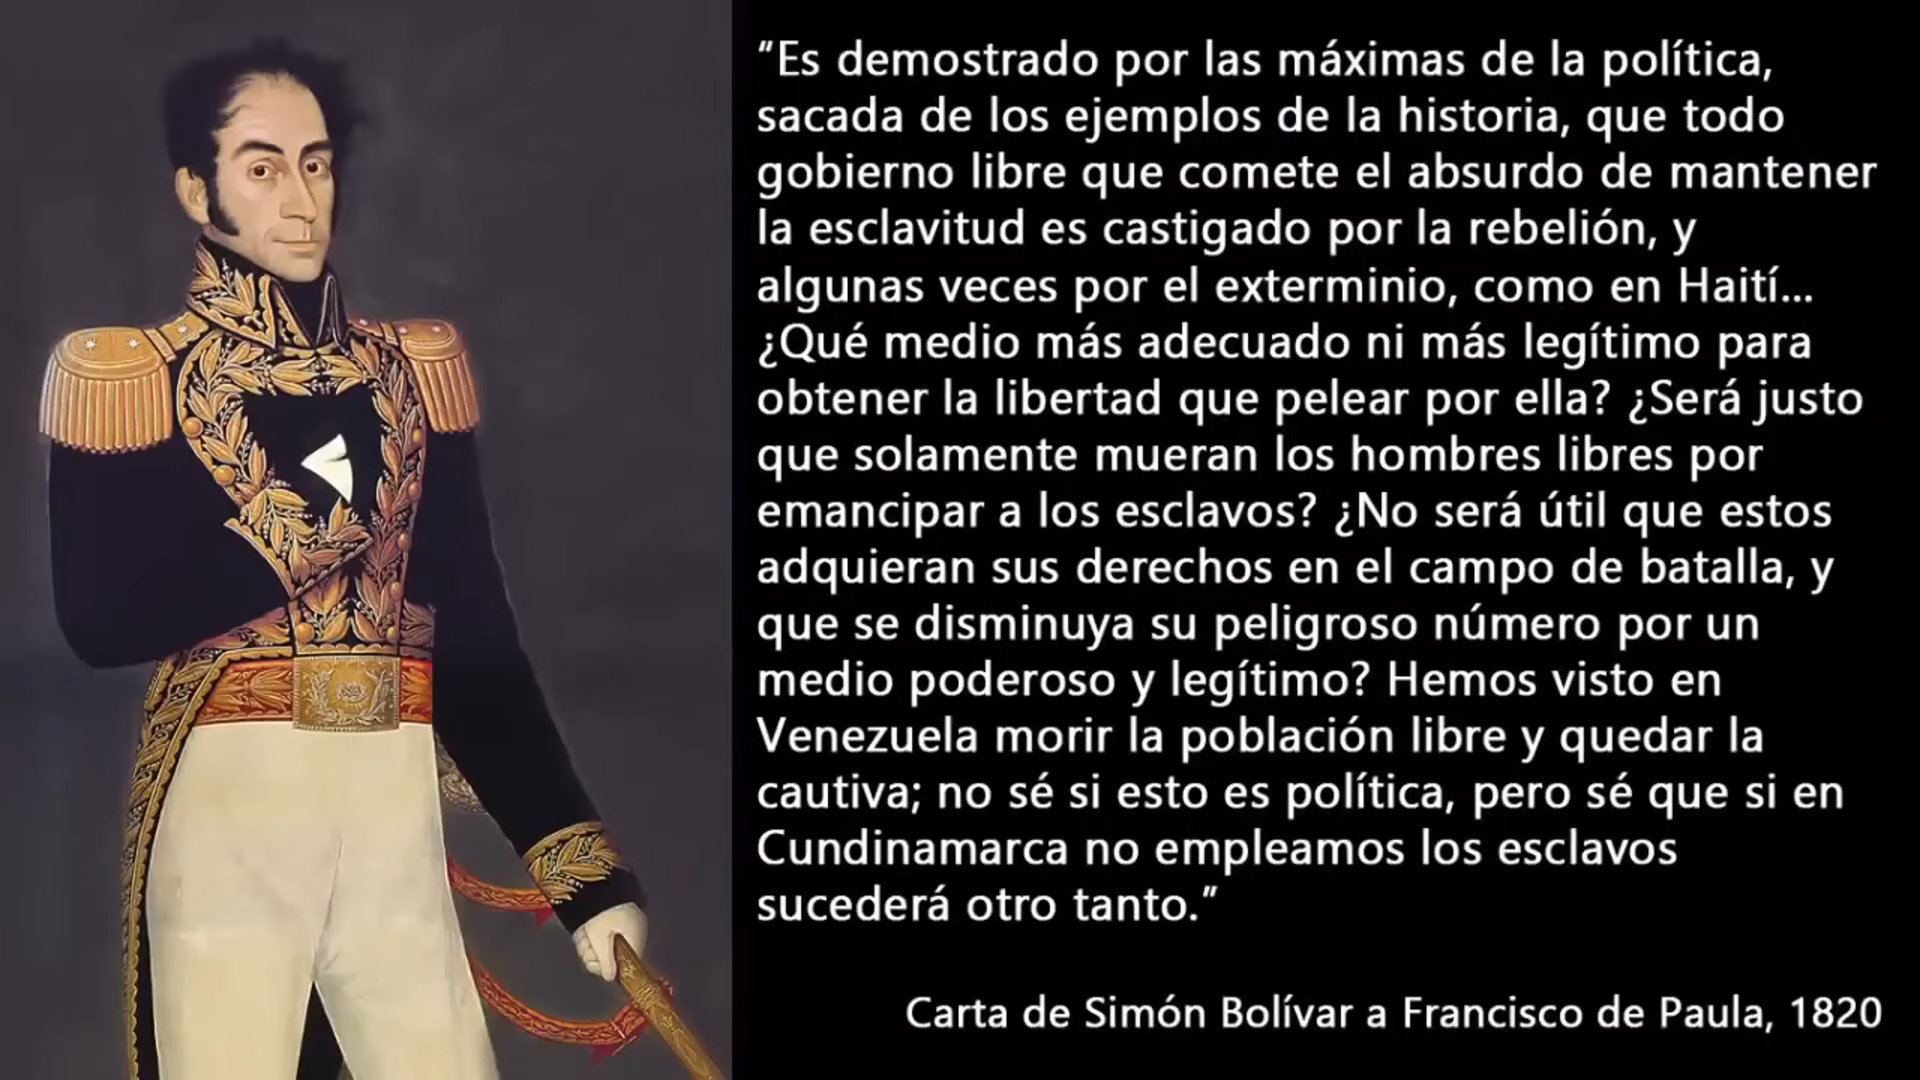 "Es demostrado por las máximas de la política,
sacada de los ejemplos de la historia, que todo
gobierno libre que comete el absurdo de mantener
la esclavitud es castigado por la rebelión, y
algunas veces por el exterminio, como en Haití...
¿Qué medio más adecuado ni más legítimo para
obtener la libertad que pelear por ella? ¿Será justo
que solamente mueran los hombres libres por
emancipar a los esclavos? ¿No será útil que estos
adquieran sus derechos en el campo de batalla, y
que se disminuya su peligroso número por un
medio poderoso y legítimo? Hemos visto en
Venezuela morir la población libre y quedar la
cautiva; no sé si esto es política, pero sé que si en
Cundinamarca no empleamos los esclavos
sucederá otro tanto."
Carta de Simón Bolívar a Francisco de Paula, 1820